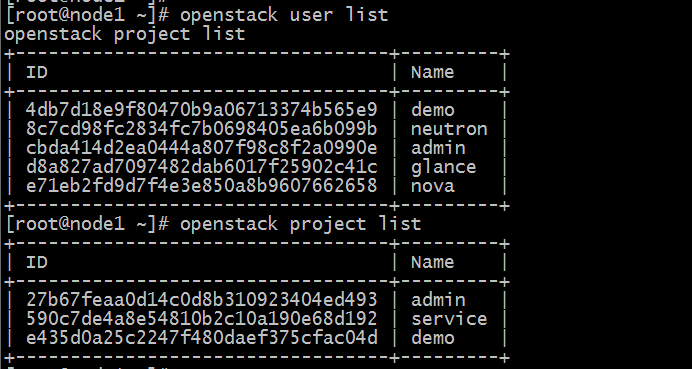 [root@node1 ~]# openstack user list
openstack project list
+----------------------------------+---------+
| ID                               | Name    |
+----------------------------------+---------+
| 4db7d18e9f80470b9a06713374b565e9 | demo    |
| 8c7cd98fc2834fc7b0698405ea6b099b | neutron |
| cbda414d2ea0444a807f98c8f2a0990e | admin   |
| d8a827ad7097482dab6017f25902c41c | glance  |
| e71eb2fd9d7f4e3e850a8b9607662658 | nova    |
+----------------------------------+---------+
[root@node1 ~]# openstack project list
+----------------------------------+---------+
| ID                               | Name    |
+----------------------------------+---------+
| 27b67feaa0d14c0d8b310923404ed493 | admin   |
| 590c7de4a8e54810b2c10a190e68d192 | service |
| e435d0a25c2247f480daef375cfac04d | demo    |
+----------------------------------+---------+